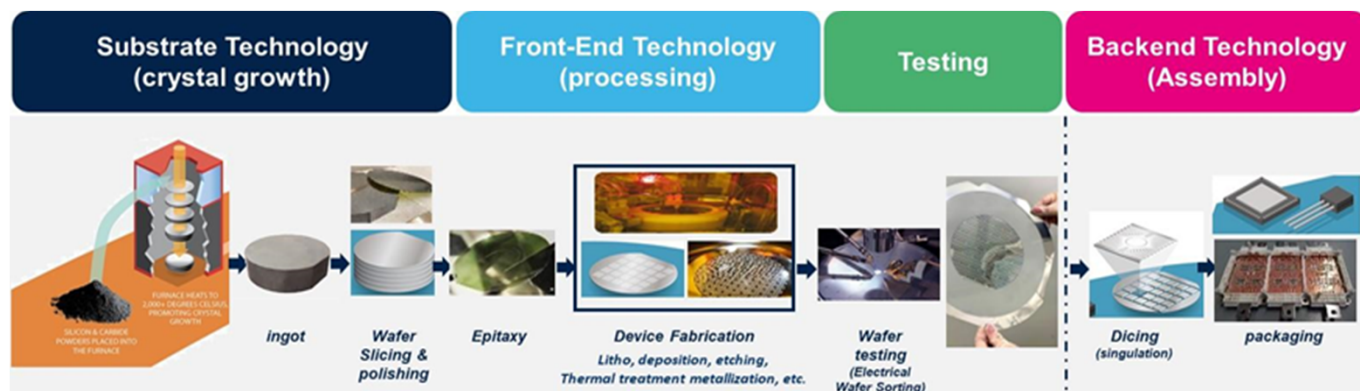 Substrate Technology
(crystal growth)
Front-End Technology
(processing)
Testing
Backend Technology
(Assembly)
SILICON & CARBIDE
POWDERS PLACED INTO
THE FURNACE
FURNACE HEATS TO
2,000+ DEGREES CELSIUS,
PROMOTING CRYSTAL
GROWTH
ingot
Wafer
Slicing &
polishing
Epitaxy
Device Fabrication
Litho, deposition, etching,
Thermal treatment metallization, etc.
Wafer
testing
(Electrical
Wafer Sorting)
Dicing
(singulation)
packaging